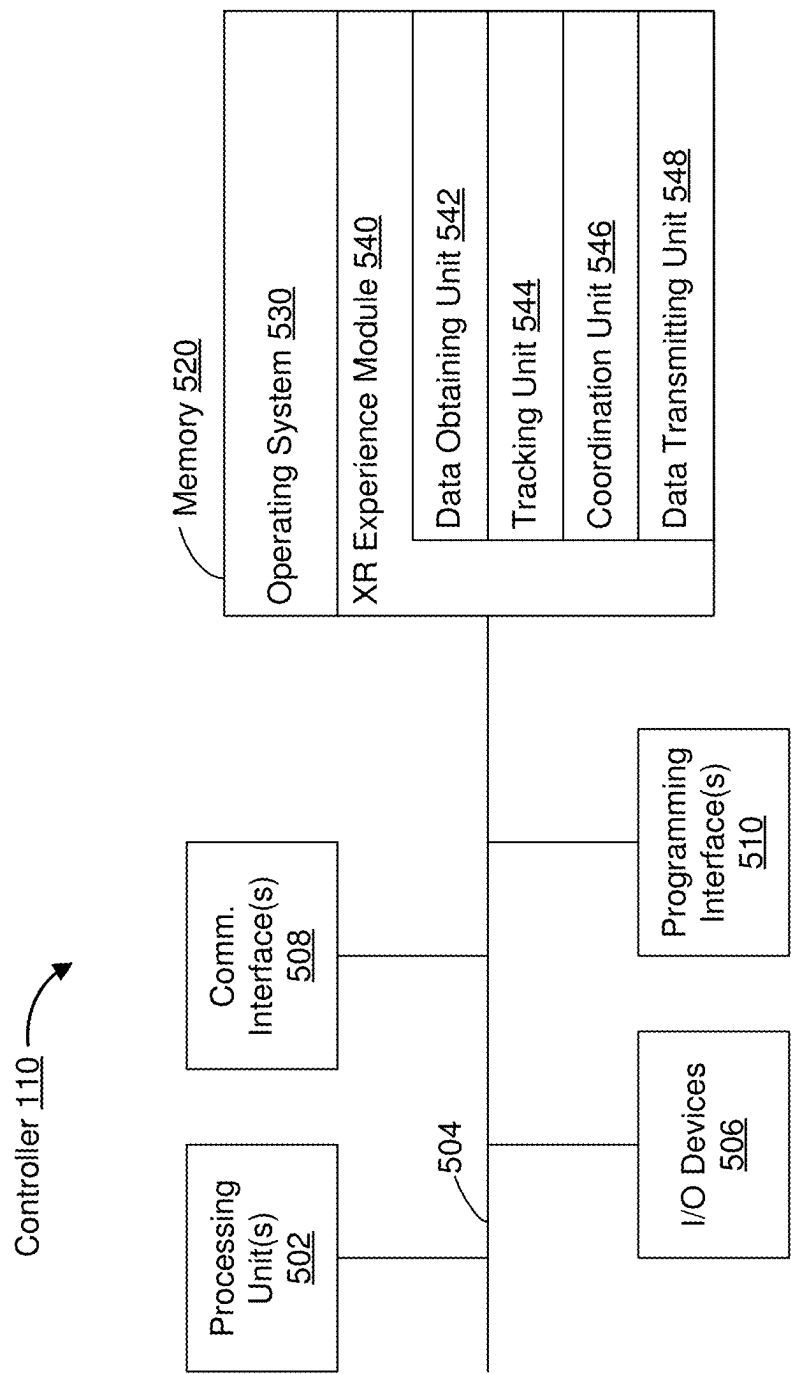 Controller 110
Processing
Unit(s)
502
Comm.
Interface(s)
508
Memory 520
Operating System 530
XR Experience Module 540
Data Obtaining Unit 542
Tracking Unit 544
Coordination Unit 546
Data Transmitting Unit 548
504
I/O Devices
506
Programming
Interface(s)
510